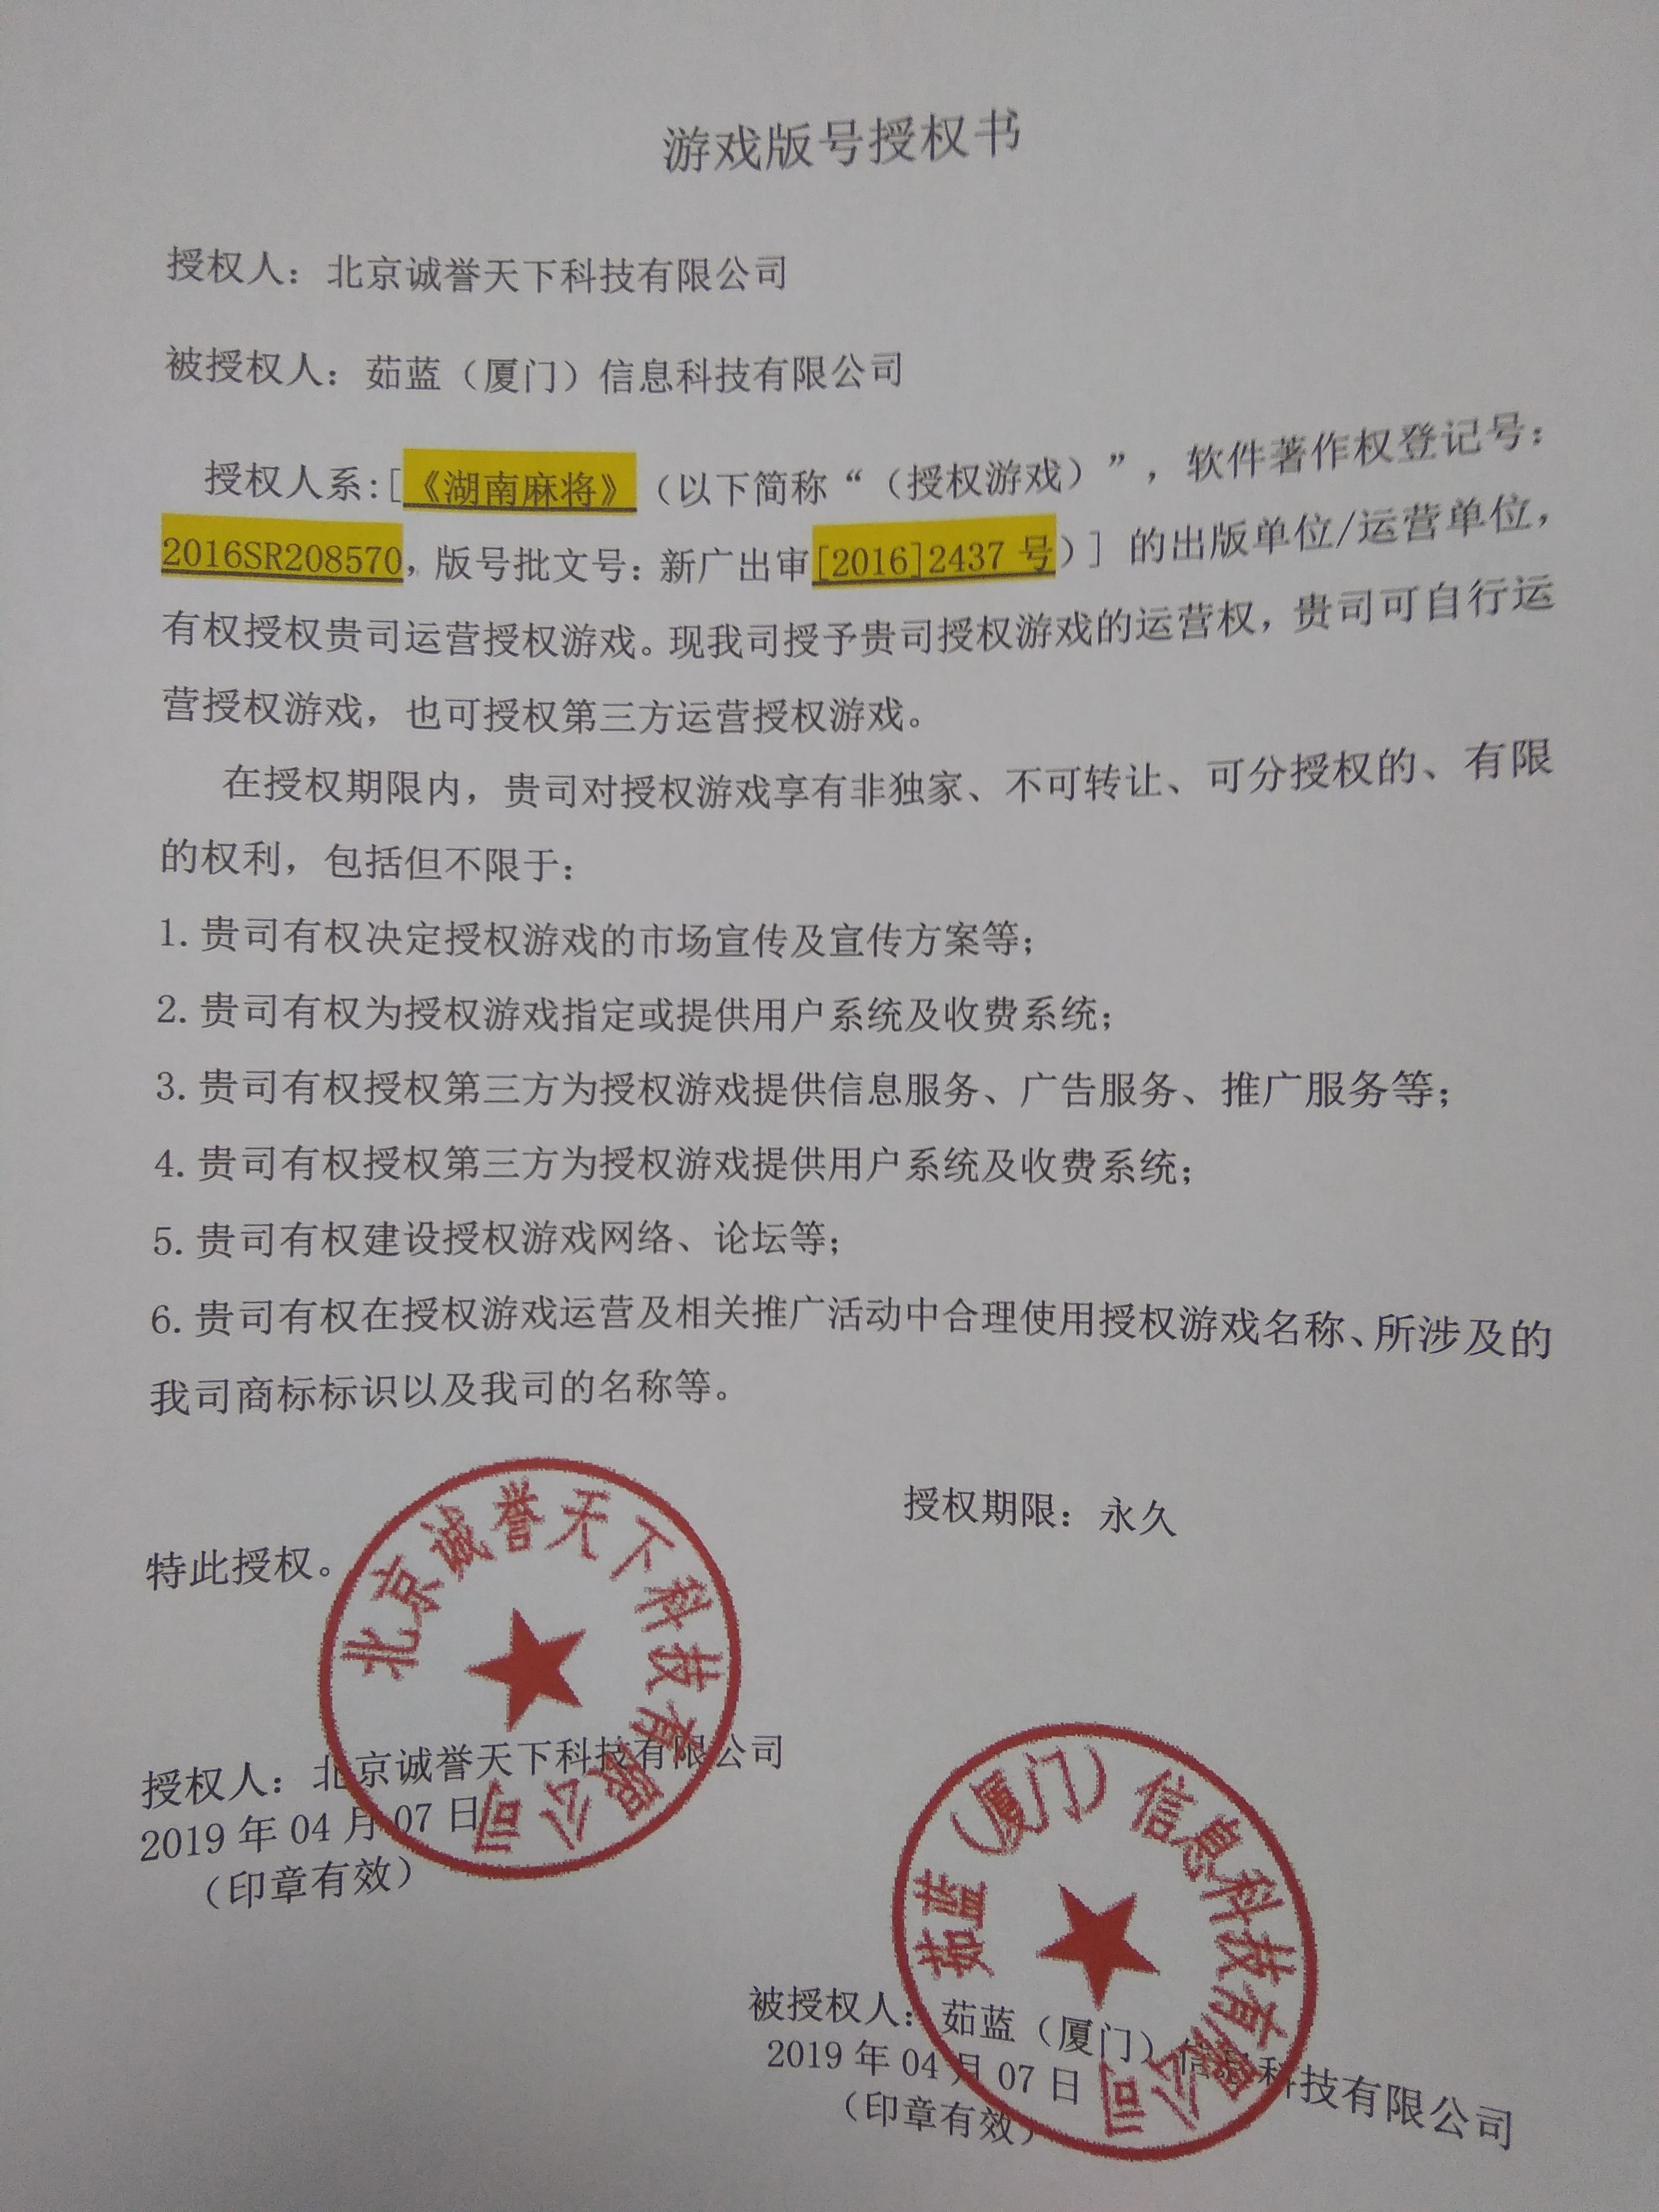 游戏版号授权书
授权人：北京诚誉天下科技有限公司
被授权人：茹蓝（厦门）信息科技有限公司
授权人系:[《湖南麻将》（以下简称“（授权游戏）”，软件著作权登记号：
2016SR208570，版号批文号：新广出审[2016]2437 号)］的出版单位/运营单位，
有权授权贵司运营授权游戏。现我司授予贵司授权游戏的运营权，贵司可自行运
营授权游戏，也可授权第三方运营授权游戏。
在授权期限内，贵司对授权游戏享有非独家、不可转让、可分授权的、有限
的权利，包括但不限于：
1. 贵司有权决定授权游戏的市场宣传及宣传方案等；
2. 贵司有权为授权游戏指定或提供用户系统及收费系统；
3. 贵司有权授权第三方为授权游戏提供信息服务、广告服务、推广服务等；
4. 贵司有权授权第三方为授权游戏提供用户系统及收费系统；
5. 贵司有权建设授权游戏网络、论坛等；
6. 贵司有权在授权游戏运营及相关推广活动中合理使用授权游戏名称、所涉及的
我司商标标识以及我司的名称等。
授权期限：永久
特此授权。
北京诚誉天下科技有限公司
授权人：北京诚誉天下科技有限公司
2019 年 04 月 07 日
（印章有效）
茹蓝（厦门）信息科技有限公司
被授权人：茹蓝（厦门）信息科技有限公司
2019 年 04 月 07 日
（印章有效）